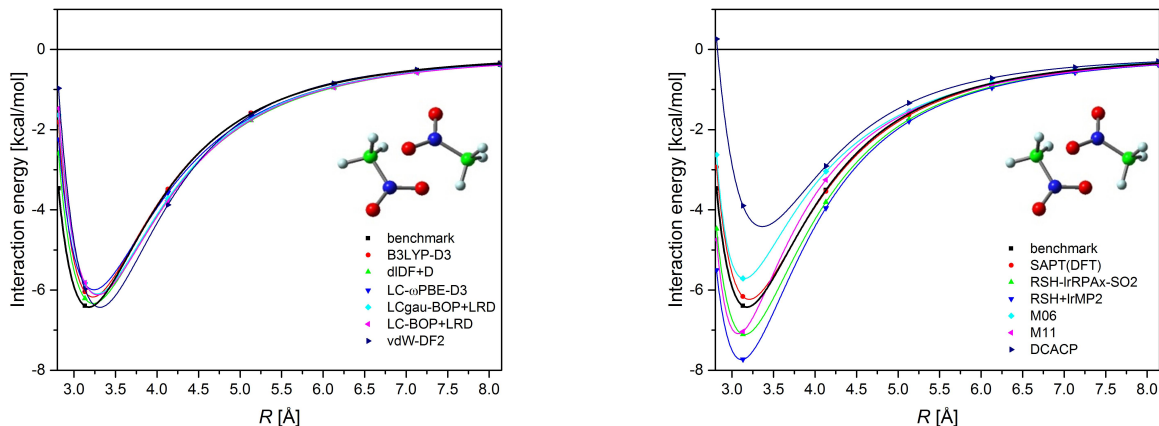 Interaction energy [kcal/mol]
0
-2
-4
-6
-8
3.0 3.5 4.0 4.5 5.0 5.5 6.0 6.5 7.0 7.5 8.0
R [Å]
benchmark
B3LYP-D3
dlDF+D
LC-ωPBE-D3
LCgau-BOP+LRD
LC-BOP+LRD
vdW-DF2
Interaction energy [kcal/mol]
0
-2
-4
-6
-8
3.0 3.5 4.0 4.5 5.0 5.5 6.0 6.5 7.0 7.5 8.0
R [Å]
benchmark
SAPT(DFT)
RSH-lrRPAx-SO2
RSH+lrMP2
M06
M11
DCACP